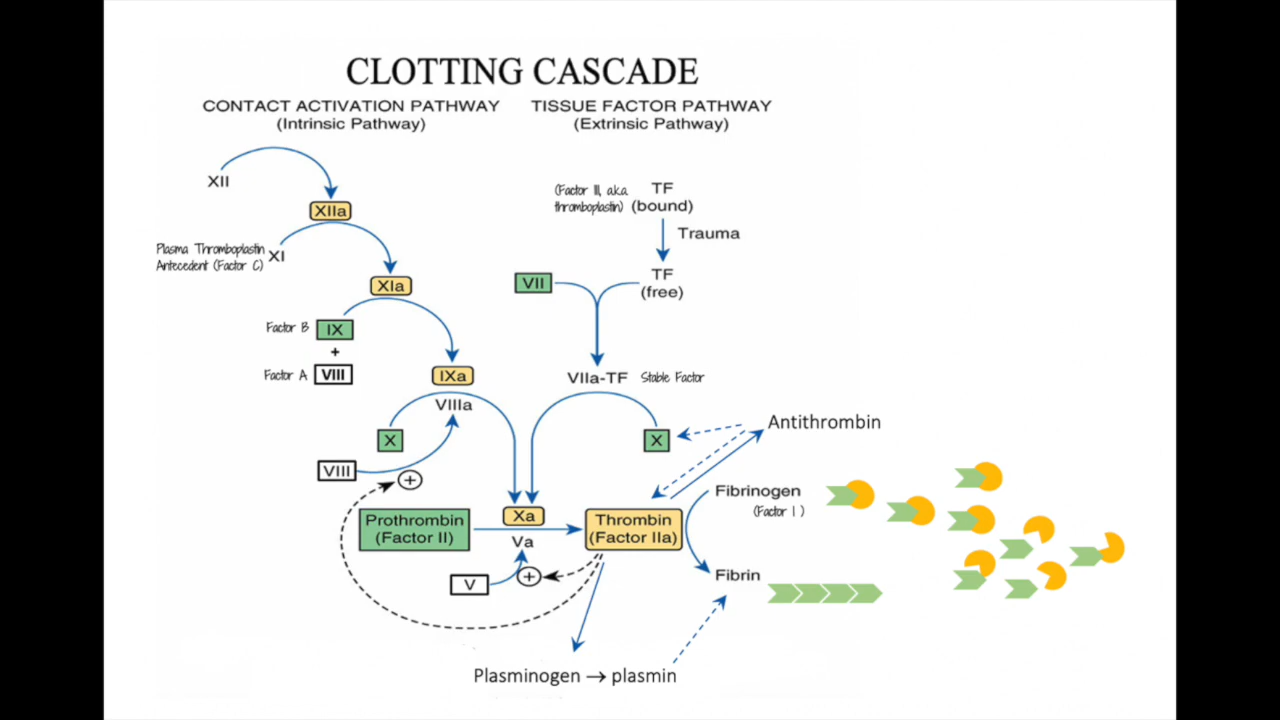 CLOTTING CASCADE
CONTACT ACTIVATION PATHWAY
(Intrinsic Pathway)
TISSUE FACTOR PATHWAY
(Extrinsic Pathway)
XII
XIIa
Plasma Thromboplastin
Antecedent (Factor C)
XI
XIa
Factor B
IX
+
Factor A
VIII
IXa
VIIIa
X
VIII
+
(Factor III, a.k.a.
thromboplastin)
TF
(bound)
Trauma
VII
TF
(free)
VIIa-TF
Stable Factor
X
Antithrombin
Prothrombin
(Factor II)
Xa
Va
V
+
Thrombin
(Factor IIa)
Fibrinogen
(Factor I )
Fibrin
Plasminogen → plasmin